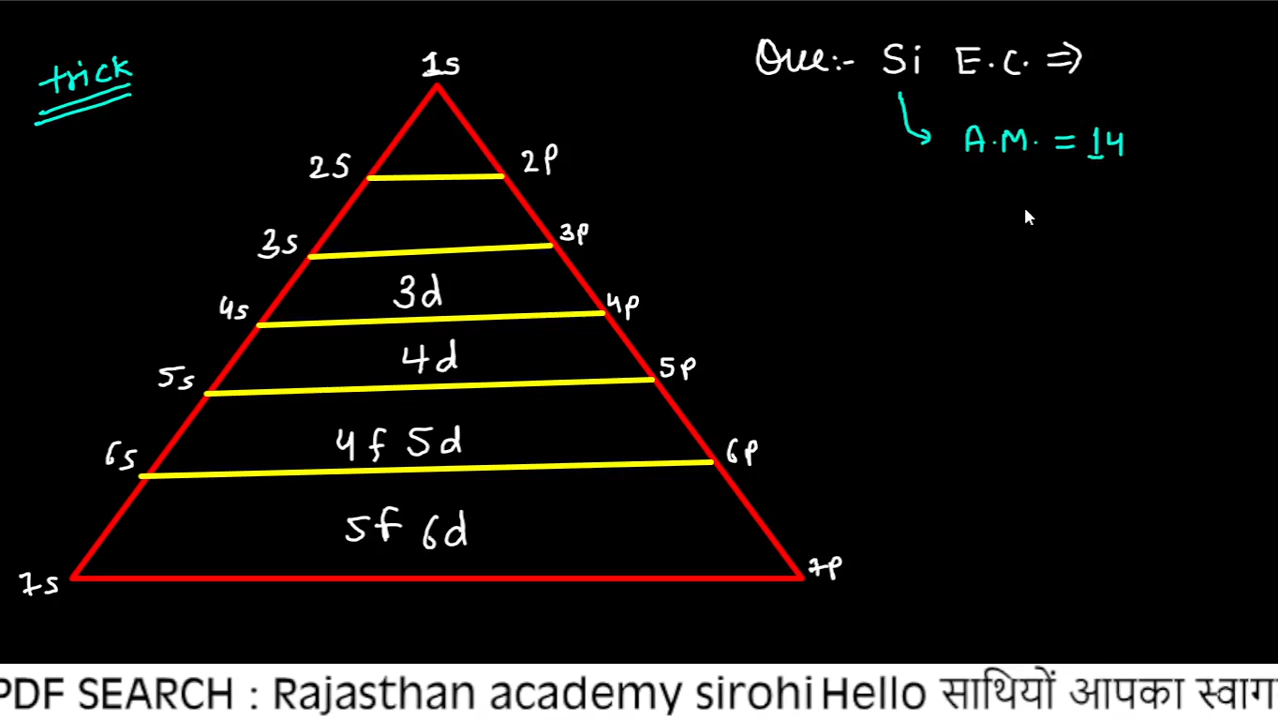 trick
1s
2s 2p
3s 3p
3d
4s 4p
4d
5s 5p
4f 5d
6s 6p
5f 6d
7s 7p
Que:- Si E.C. ⇒
A.M. = 14
PDF SEARCH : Rajasthan academy sirohi Hello साथियों आपका स्वाग